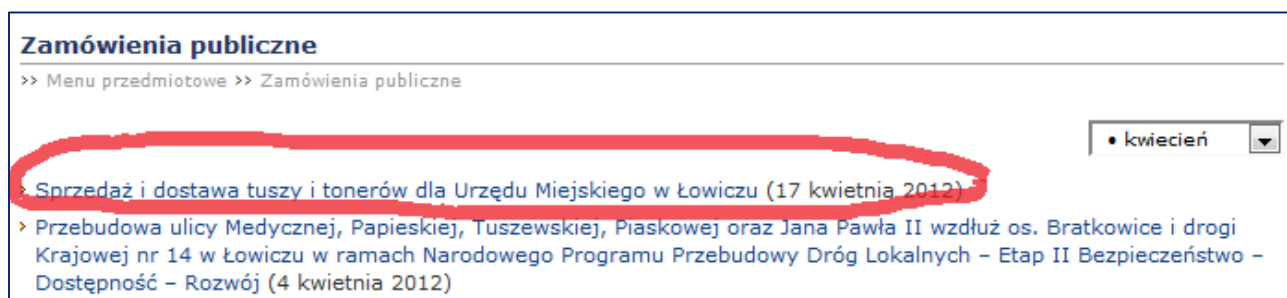 Zamówienia publiczne
>> Menu przedmiotowe >> Zamówienia publiczne
• kwiecień
› Sprzedaż i dostawa tuszy i tonerów dla Urzędu Miejskiego w Łowiczu (17 kwietnia 2012)
› Przebudowa ulicy Medycznej, Papieskiej, Tuszewskiej, Piaskowej oraz Jana Pawła II wzdłuż os. Bratkowice i drogi
Krajowej nr 14 w Łowiczu w ramach Narodowego Programu Przebudowy Dróg Lokalnych – Etap II Bezpieczeństwo –
Dostępność – Rozwój (4 kwietnia 2012)